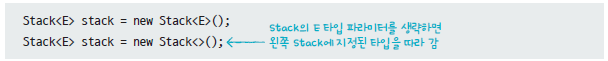 Stack<E> stack = new Stack<E>();
Stack<E> stack = new Stack<>();
Stack의 E 타입 파라미터를 생략하면
왼쪽 Stack에 지정된 타입을 따라 감